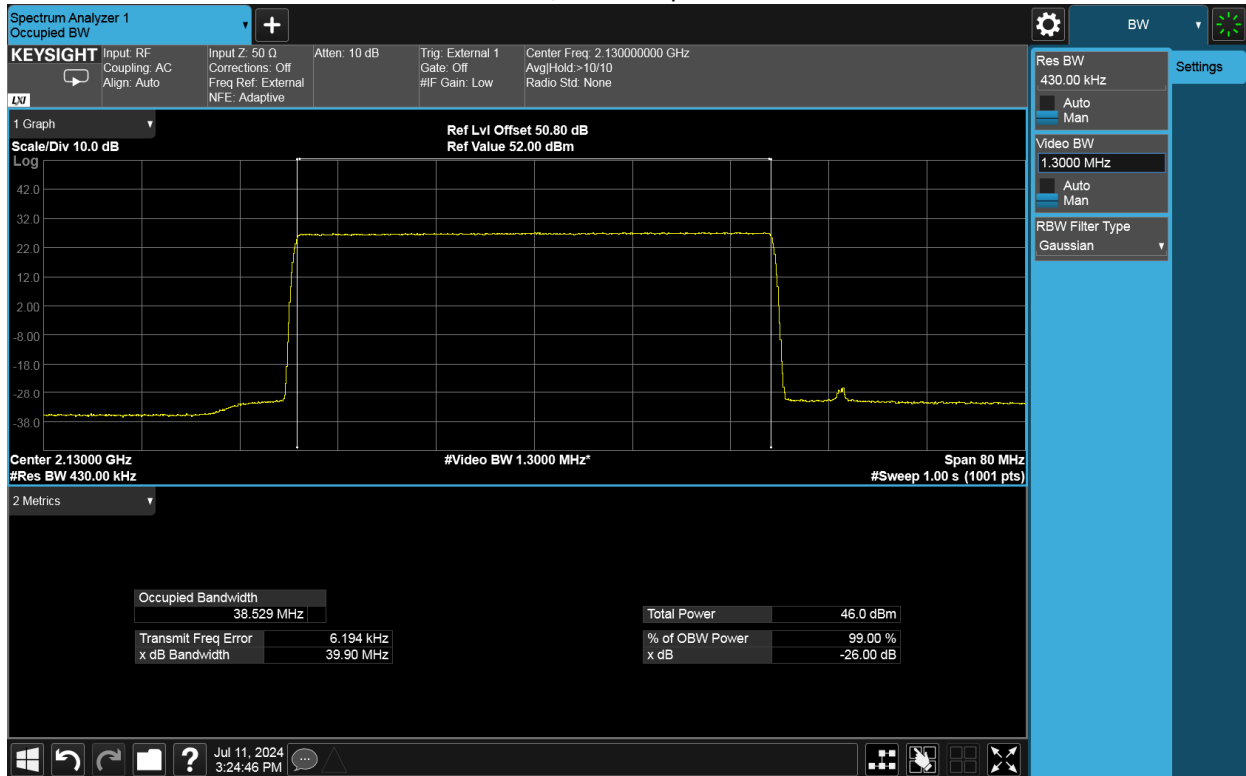 Spectrum Analyzer 1
Occupied BW
+
BW
KEYSIGHT
LXI
Input: RF
Coupling: AC
Align: Auto
Input Z: 50 Ω
Corrections: Off
Freq Ref: External
NFE: Adaptive
Atten: 10 dB
Trig: External 1
Gate: Off
#IF Gain: Low
Center Freq: 2.130000000 GHz
Avg|Hold:>10/10
Radio Std: None
Res BW
430.00 kHz
Auto
Man
Video BW
1.3000 MHz
Auto
Man
RBW Filter Type
Gaussian
Settings
1 Graph
Scale/Div 10.0 dB
Ref Lvl Offset 50.80 dB
Ref Value 52.00 dBm
Log
42.0
32.0
22.0
12.0
2.00
-8.00
-18.0
-28.0
-38.0
Center 2.13000 GHz
#Video BW 1.3000 MHz*
Span 80 MHz
#Res BW 430.00 kHz
#Sweep 1.00 s (1001 pts)
2 Metrics
Occupied Bandwidth
38.529 MHz
Total Power 46.0 dBm
Transmit Freq Error 6.194 kHz
% of OBW Power 99.00 %
x dB Bandwidth 39.90 MHz
x dB -26.00 dB
?
Jul 11, 2024
3:24:46 PM